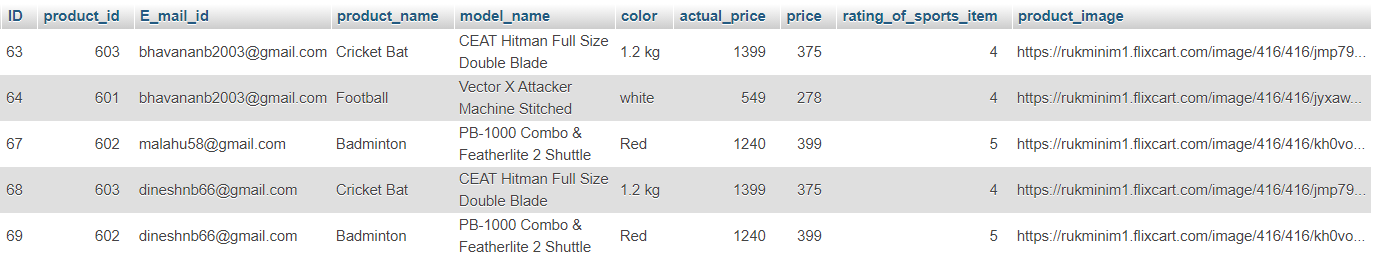 ID product_id E_mail_id product_name model_name color actual_price price rating_of_sports_item product_image
63 603 bhavananb2003@gmail.com Cricket Bat CEAT Hitman Full Size 1.2 kg 1399 375 4 https://rukminim1.flixcart.com/image/416/416/jmp79...
Double Blade
64 601 bhavananb2003@gmail.com Football Vector X Attacker white 549 278 4 https://rukminim1.flixcart.com/image/416/416/jyxaw...
Machine Stitched
67 602 malahu58@gmail.com Badminton PB-1000 Combo & Red 1240 399 5 https://rukminim1.flixcart.com/image/416/416/kh0vo...
Featherlite 2 Shuttle
68 603 dineshnb66@gmail.com Cricket Bat CEAT Hitman Full Size 1.2 kg 1399 375 4 https://rukminim1.flixcart.com/image/416/416/jmp79...
Double Blade
69 602 dineshnb66@gmail.com Badminton PB-1000 Combo & Red 1240 399 5 https://rukminim1.flixcart.com/image/416/416/kh0vo...
Featherlite 2 Shuttle